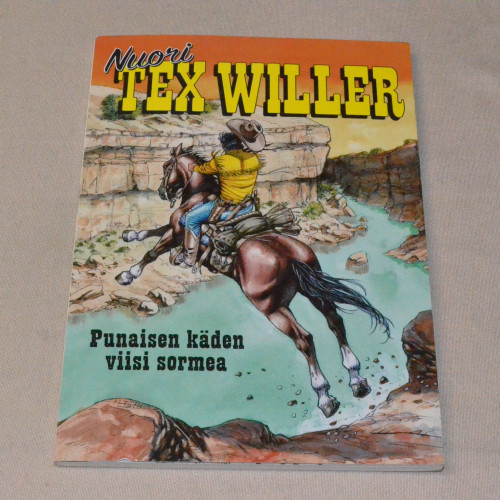 Nuori
TEX WILLER
Punaisen käden
viisi sormea